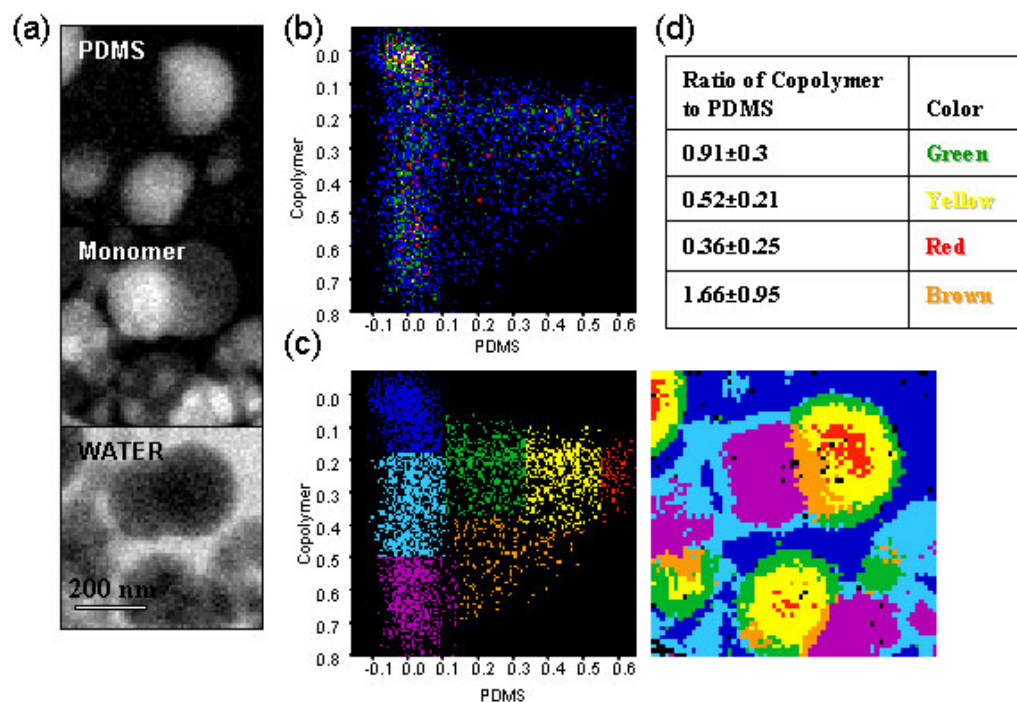 (a)
PDMS
Monomer
WATER
200 nm
(b)
0.0
0.1
0.2
0.3
0.4
0.5
0.6
0.7
0.8
Copolymer
-0.1 0.0 0.1 0.2 0.3 0.4 0.5 0.6
PDMS
(c)
0.0
0.1
0.2
0.3
0.4
0.5
0.6
0.7
0.8
Copolymer
-0.1 0.0 0.1 0.2 0.3 0.4 0.5 0.6
PDMS
(d)
Ratio of Copolymer
to PDMS Color
0.91±0.3 Green
0.52±0.21 Yellow
0.36±0.25 Red
1.66±0.95 Brown